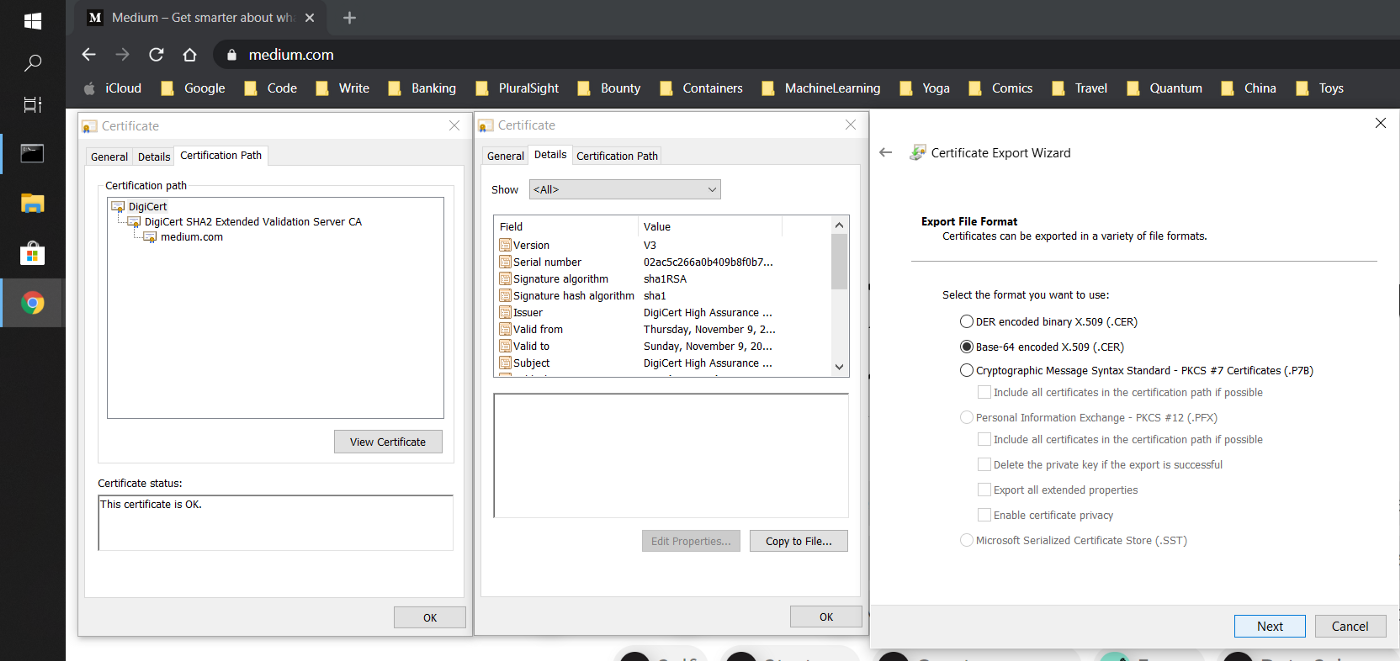 M Medium – Get smarter about wh
medium.com
iCloud Google Code Write Banking PluralSight Bounty Containers MachineLearning Yoga Comics Travel Quantum China Toys
Certificate
General Details Certification Path
Certification path
DigiCert
DigiCert SHA2 Extended Validation Server CA
medium.com
View Certificate
Certificate status:
This certificate is OK.
OK
Certificate
General Details Certification Path
Show <All>
Field Value
Version V3
Serial number 02ac5c266a0b409b8f0b7...
Signature algorithm sha1RSA
Signature hash algorithm sha1
Issuer DigiCert High Assurance ...
Valid from Thursday, November 9, 2...
Valid to Sunday, November 9, 20...
Subject DigiCert High Assurance ...
Edit Properties... Copy to File...
OK
Certificate Export Wizard
Export File Format
Certificates can be exported in a variety of file formats.
Select the format you want to use:
DER encoded binary X.509 (.CER)
Base-64 encoded X.509 (.CER)
Cryptographic Message Syntax Standard - PKCS #7 Certificates (.P7B)
Include all certificates in the certification path if possible
Personal Information Exchange - PKCS #12 (.PFX)
Include all certificates in the certification path if possible
Delete the private key if the export is successful
Export all extended properties
Enable certificate privacy
Microsoft Serialized Certificate Store (.SST)
Next Cancel